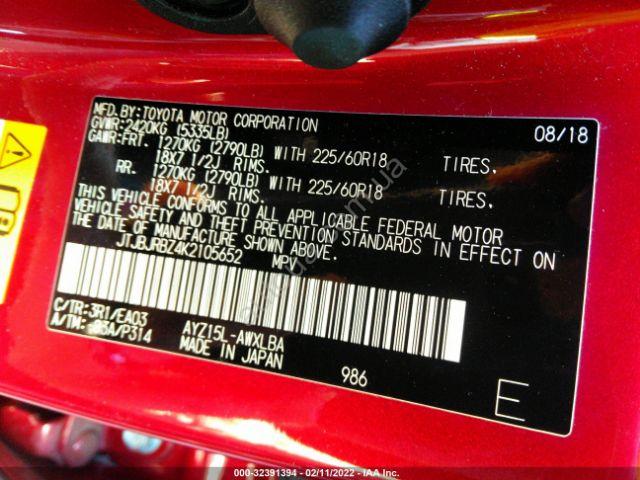 MFD. BY: TOYOTA MOTOR CORPORATION 08/18
GVWR: 2420KG (5335LB)
GAWR:FRT. 1270KG (2790LB) WITH 225/60R18 TIRES,
18X7 1/2J RIMS.
RR. 1270KG (2790LB) WITH 225/60R18 TIRES,
18X7 1/2J RIMS.
THIS VEHICLE CONFORMS TO ALL APPLICABLE FEDERAL MOTOR
VEHICLE SAFETY AND THEFT PREVENTION STANDARDS IN EFFECT ON
THE DATE OF MANUFACTURE SHOWN ABOVE.
JTJBJRBZ4K2105652 MPV
C/TR: 3R1/EA03
A/TM: /P314
AYZ15L-AWXLBA
MADE IN JAPAN
986
E
000-32391394 - 02/11/2022 - IAA Inc.